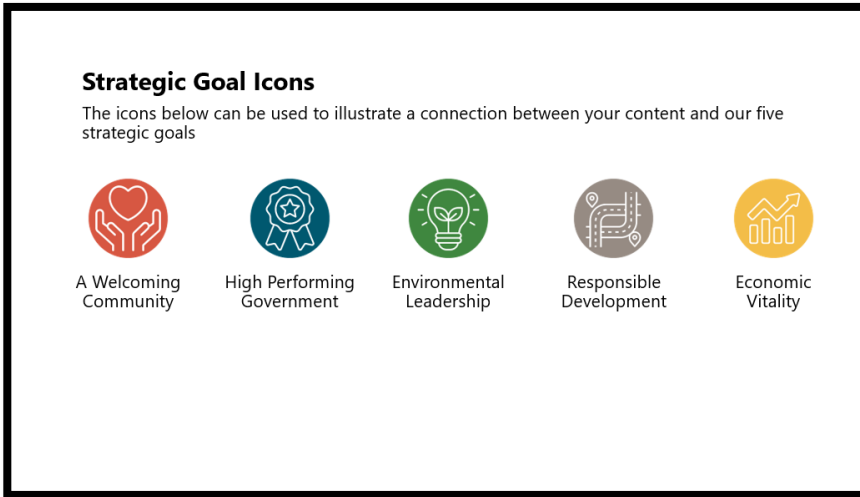 Strategic Goal Icons
The icons below can be used to illustrate a connection between your content and our five
strategic goals
A Welcoming
Community
High Performing
Government
Environmental
Leadership
Responsible
Development
Economic
Vitality